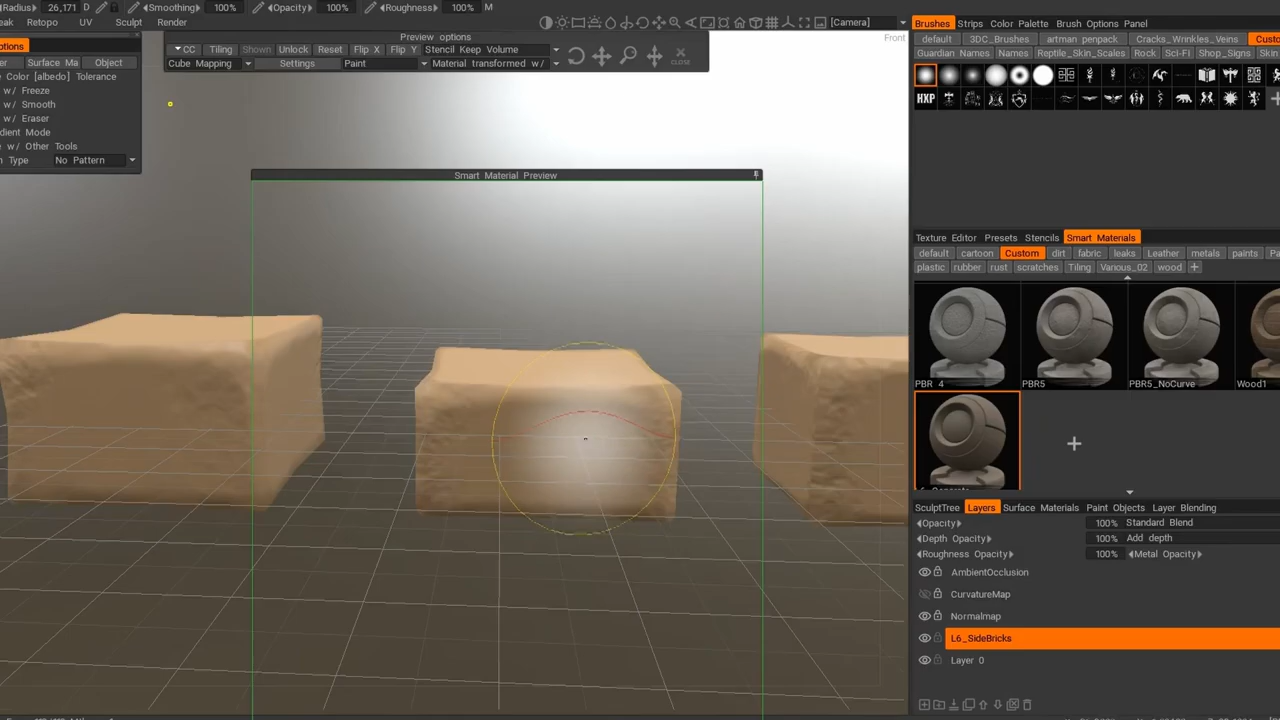 Radius 26,171 D Smoothing 100% Opacity 100% Roughness 100% M
Retopo UV Sculpt Render [Camera]
Front
Options
Surface Ma Object
Color [albedo] Tolerance
w/ Freeze
w/ Smooth
w/ Eraser
Mode
w/ Other Tools
Type No Pattern
Preview options
CC Tiling Shown Unlock Reset Flip X Flip Y Stencil Keep Volume
Cube Mapping Settings Paint Material transformed w/
CLOSE
Smart Material Preview
Brushes Strips Color Palette Brush Options Panel
default 3DC_Brushes artman penpack Cracks_Wrinkles_Veins Custo
Guardian Names Names Reptile_Skin_Scales Rock Sci-FI Shop_Signs Skin
HXP
Texture Editor Presets Stencils Smart Materials
default cartoon Custom dirt fabric leaks Leather metals paints Pa
plastic rubber rust scratches Tiling Various_02 wood
PBR_4 PBR5 PBR5_NoCurve Wood1
SculptTree Layers Surface Materials Paint Objects Layer Blending
Opacity 100% Standard Blend
Depth Opacity 100% Add depth
Roughness Opacity 100% Metal Opacity
AmbientOcclusion
CurvatureMap
Normalmap
L6_SideBricks
Layer 0